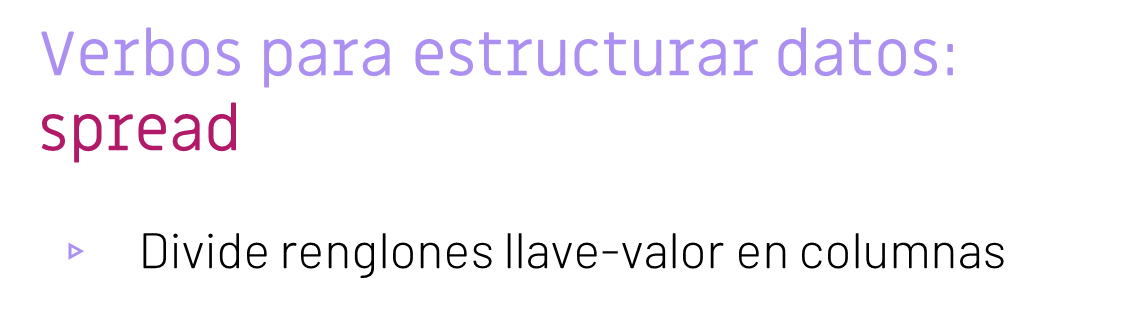 Verbos para estructurar datos:
spread
Divide renglones llave-valor en columnas